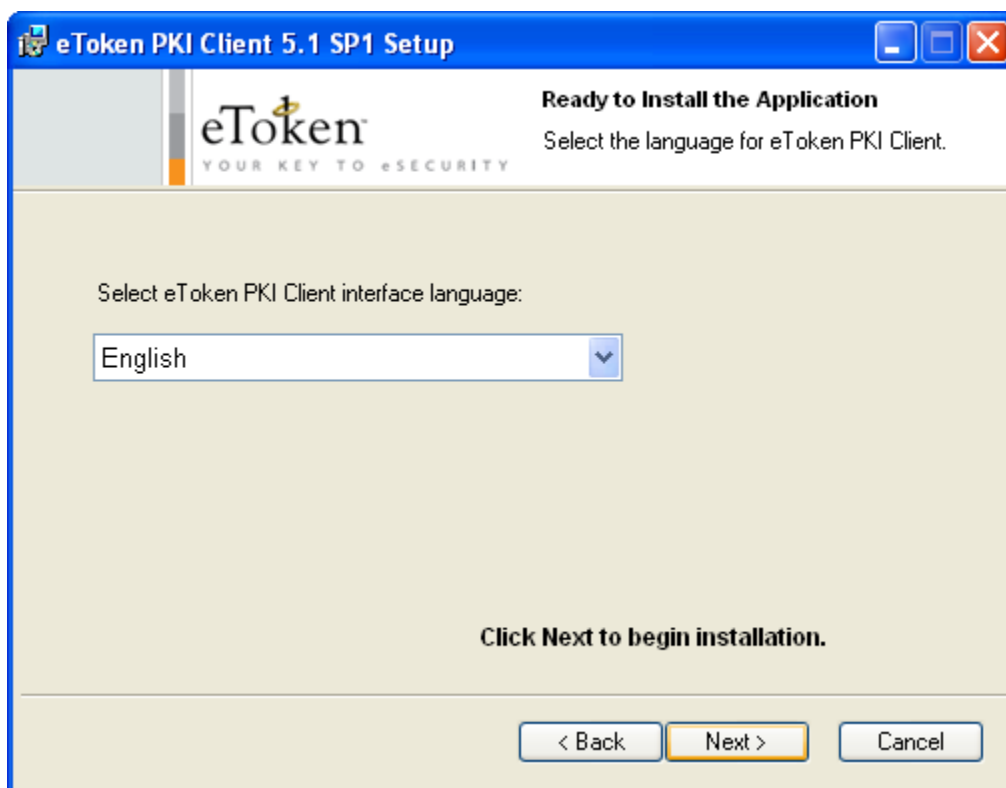 eToken PKI Client 5.1 SP1 Setup
eToken™
YOUR KEY TO eSECURITY
Ready to Install the Application
Select the language for eToken PKI Client.
Select eToken PKI Client interface language:
English
Click Next to begin installation.
< Back
Next >
Cancel